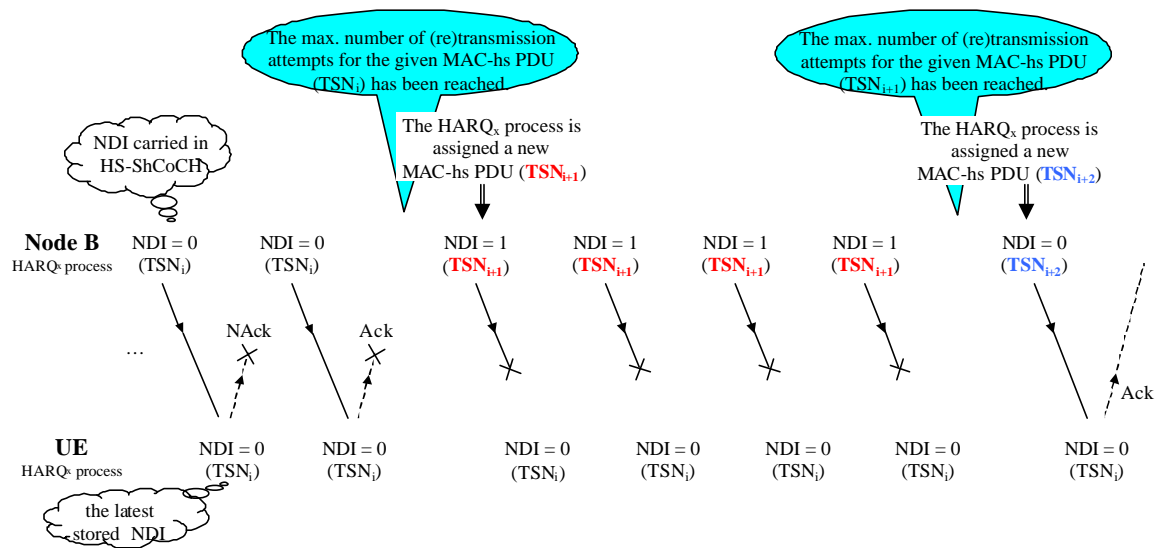 The max. number of (re)transmission
attempts for the given MAC-hs PDU
(TSNi) has been reached.
The max. number of (re)transmission
attempts for the given MAC-hs PDU
(TSNi+1) has been reached.
The HARQx process is
assigned a new
MAC-hs PDU (TSNi+1)
The HARQx process is
assigned a new
MAC-hs PDU (TSNi+2)
NDI carried in
HS-ShCoCH
Node B
HARQx process
NDI = 0 NDI = 0 NDI = 1 NDI = 1 NDI = 1 NDI = 1 NDI = 0
(TSNi) (TSNi) (TSNi+1) (TSNi+1) (TSNi+1) (TSNi+1) (TSNi+2)
NAck Ack
...
Ack
UE
HARQx process
NDI = 0 NDI = 0 NDI = 0 NDI = 0 NDI = 0 NDI = 0 NDI = 0
(TSNi) (TSNi) (TSNi) (TSNi) (TSNi) (TSNi) (TSNi)
the latest
stored NDI